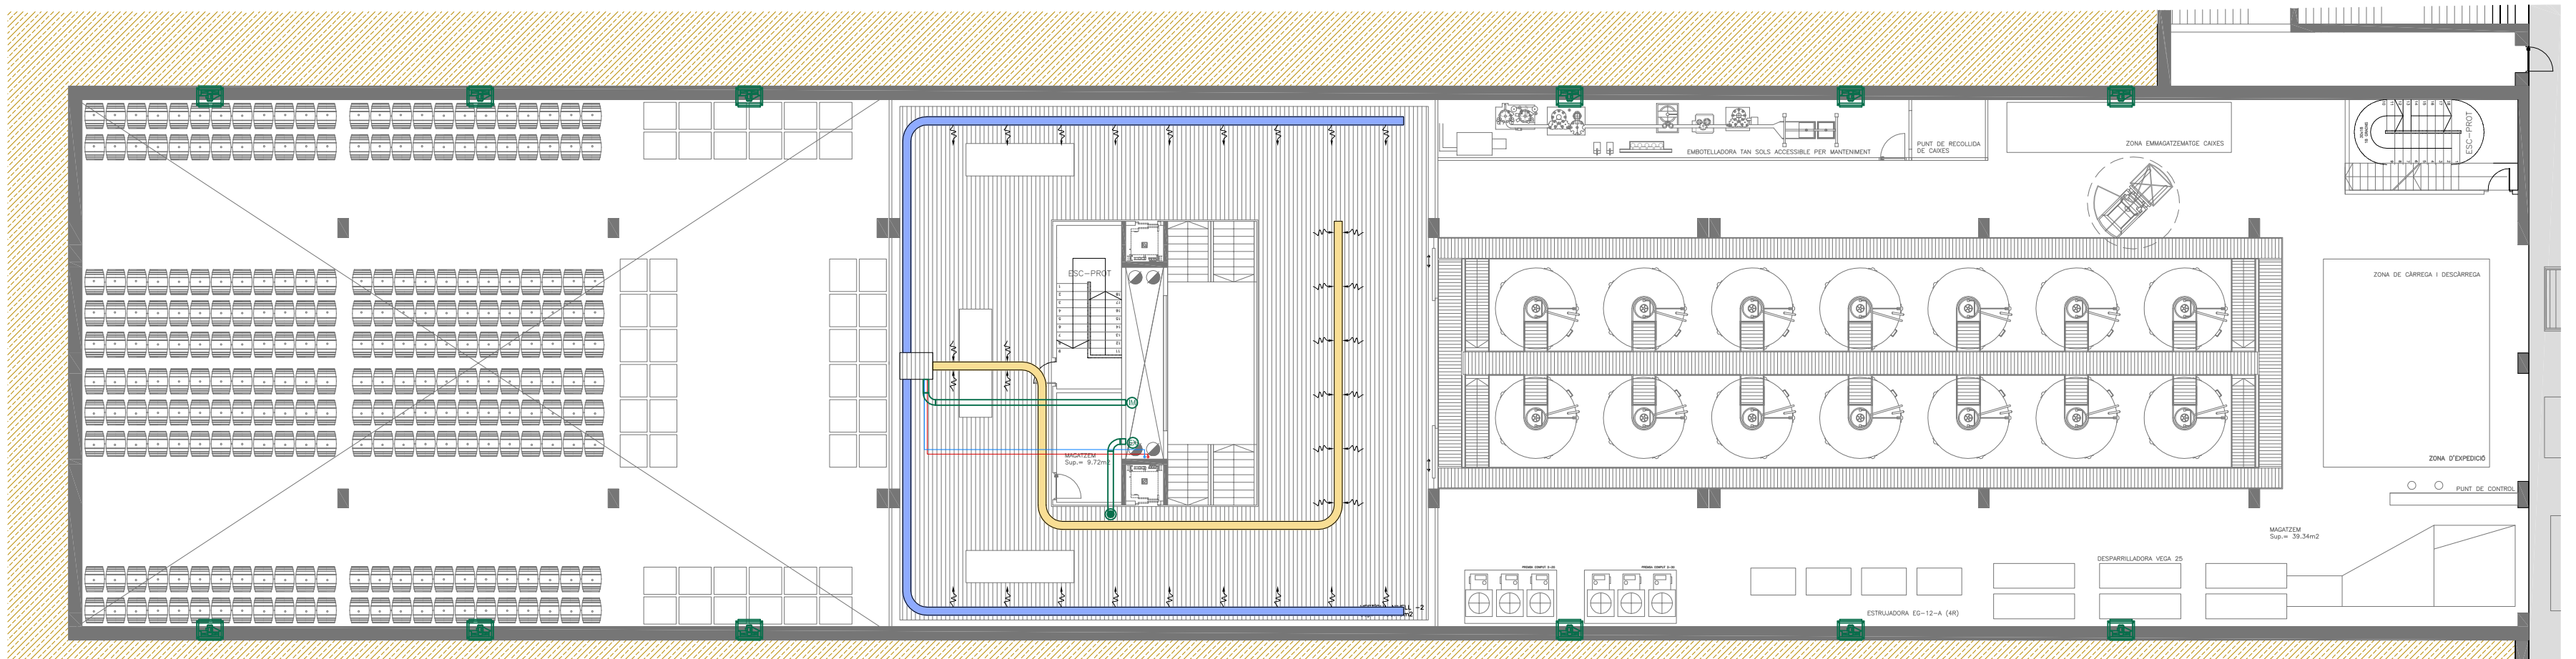 EMBOTELLADORA TAN SOLS ACCESSIBLE PER MANTENIMENT
PUNT DE RECOLLIDA
DE CAIXES
ZONA EMMAGATZEMATGE CAIXES
ESC-PROT
ESC-PROT
ZONA DE CÀRREGA I DESCÀRREGA
MAGATZEM
Sup.= 9.72m2
ZONA D'EXPEDICIÓ
PUNT DE CONTROL
MAGATZEM
Sup.= 39.34m2
DESPARRILLADORA VEGA 25
ESTRUJADORA EG-12-A (4R)